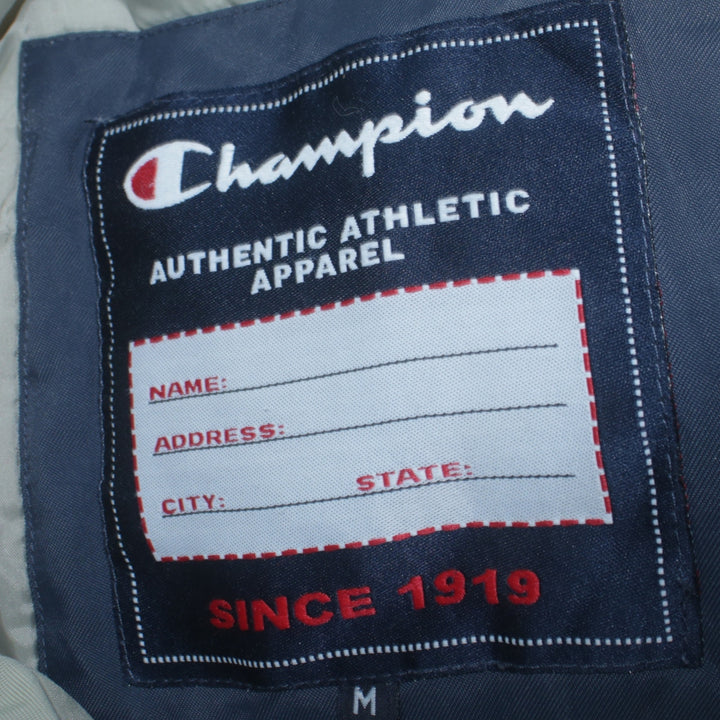 Champion
AUTHENTIC ATHLETIC
APPAREL
NAME:
ADDRESS:
CITY: STATE:
SINCE 1919
M